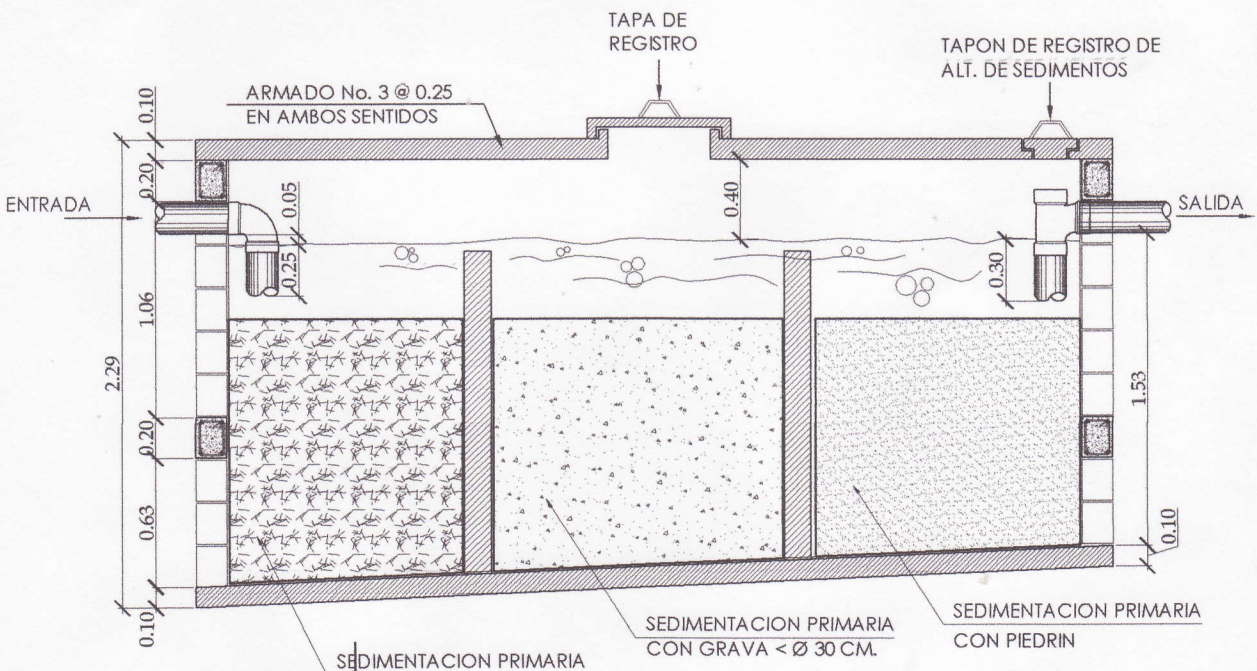 TAPA DE
REGISTRO
TAPON DE REGISTRO DE
ALT. DE SEDIMENTOS
ARMADO No. 3 @ 0.25
EN AMBOS SENTIDOS
ENTRADA
SALIDA
0.10
0.20
0.05
0.40
0.25
0.30
1.06
2.29
1.53
0.20
0.63
0.10
0.10
SEDIMENTACION PRIMARIA
CON GRAVA < Ø 30 CM.
SEDIMENTACION PRIMARIA
CON PIEDRIN
SEDIMENTACION PRIMARIA